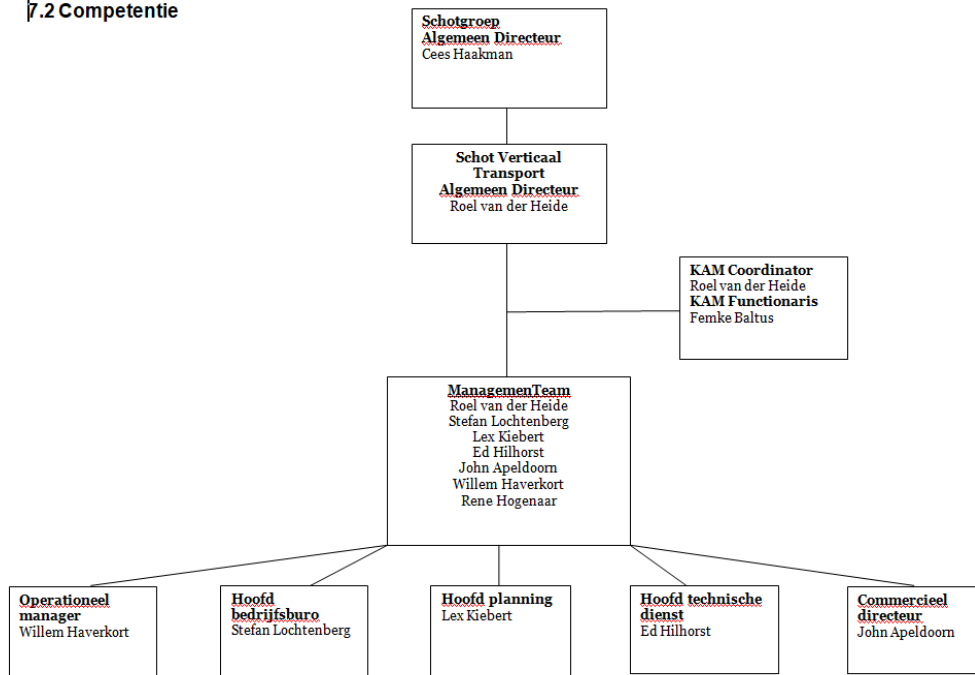 7.2 Competentie
Schotgroep
Algemeen Directeur
Cees Haakman
Schot Verticaal
Transport
Algemeen Directeur
Roel van der Heide
KAM Coordinator
Roel van der Heide
KAM Functionaris
Femke Baltus
ManagemenTeam
Roel van der Heide
Stefan Lochtenberg
Lex Kiebert
Ed Hilhorst
John Apeldoorn
Willem Haverkort
Rene Hogenaar
Operationeel
manager
Willem Haverkort
Hoofd
bedrijfsburo
Stefan Lochtenberg
Hoofd planning
Lex Kiebert
Hoofd technische
dienst
Ed Hilhorst
Commercieel
directeur
John Apeldoorn